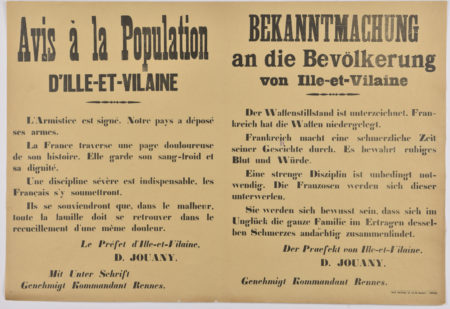 Avis à la Population
D'ILLE-ET-VILAINE
L'Armistice est signé. Notre pays a déposé
ses armes.
La France traverse une page douloureuse
de son histoire. Elle garde son sang-froid et
sa dignité.
Une discipline sévère est indispensable, les
Français s'y soumettront.
Ils se souviendront que, dans le malheur,
toute la famille doit se retrouver dans le
recueillement d'une même douleur.
Le Préfet d'Ille-et-Vilaine,
D. JOUANY.
Mit Unter Schrift
Genehmigt Kommandant Rennes.
BEKANNTMACHUNG
an die Bevölkerung
von Ille-et-Vilaine
Der Waffenstillstand ist unterzeichnet. Fran-
kreich hat die Waffen niedergelegt.
Frankreich macht eine schmerzliche Zeit
seiner Geschichte durch. Es bewahrt ruhiges
Blut und Würde.
Eine strenge Disziplin ist unbedingt not-
wendig. Die Franzosen werden sich dieser
unterwerfen.
Sie werden sich bewusst sein, dass sich im
Unglück die ganze Familie im Ertragen dessel-
ben Schmerzes andächtig zusammenfindet.
Der Praefekt von Ille-et-Vilaine,
D. JOUANY.
Genehmigt Kommandant Rennes.